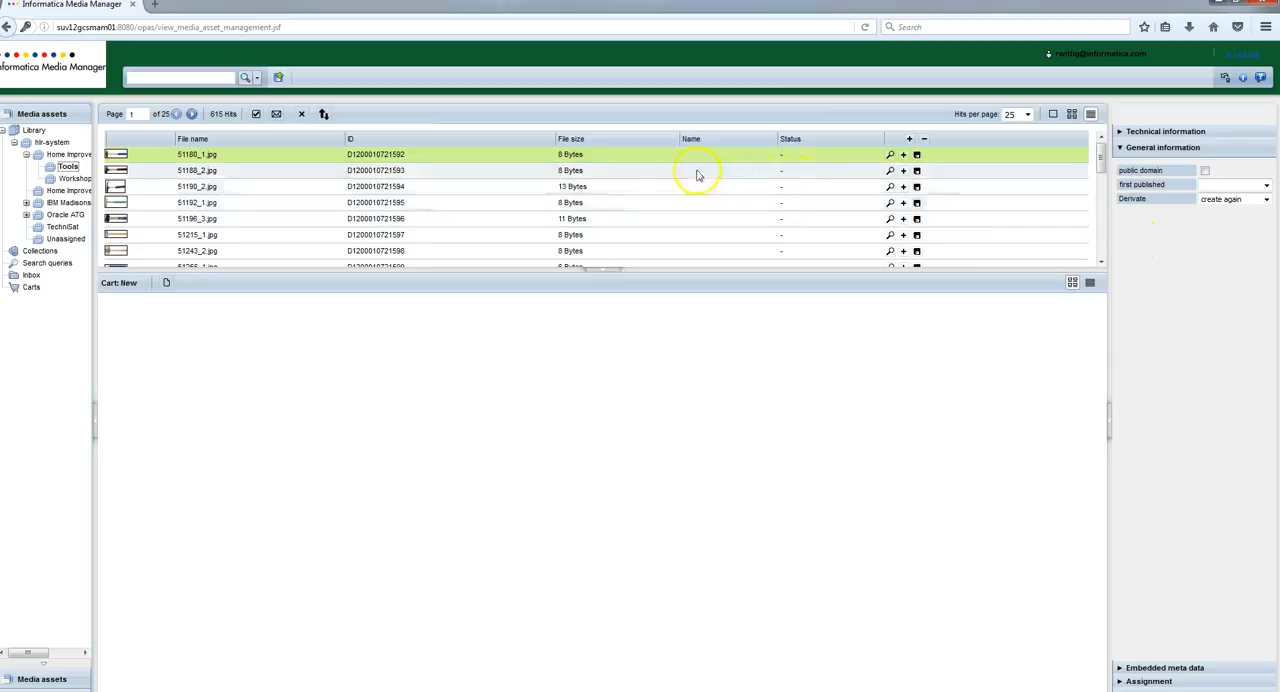 Informatica Media Manager × +
suv12gcsmam01:8080/opas/view_media_asset_management.jsf
Search
nformatica Media Manager
rwittig@informatica.com
Media assets
Page 1 of 25 615 Hits
Hits per page: 25
Technical information
Library
File name ID File size Name Status + −
General information
hlr-system
Home Improve
51180_1.jpg D1200010721592 8 Bytes -
Tools
51188_2.jpg D1200010721593 8 Bytes -
public domain
Workshop
first published
Home Improve
51190_2.jpg D1200010721594 13 Bytes -
Derivate create again
IBM Madisons
51192_1.jpg D1200010721595 8 Bytes -
Oracle ATG
51196_3.jpg D1200010721596 11 Bytes -
TechniSat
51215_1.jpg D1200010721597 8 Bytes -
Unassigned
Collections
51243_2.jpg D1200010721598 8 Bytes -
Search queries
Inbox
Cart: New
Carts
Embedded meta data
Media assets
Assignment